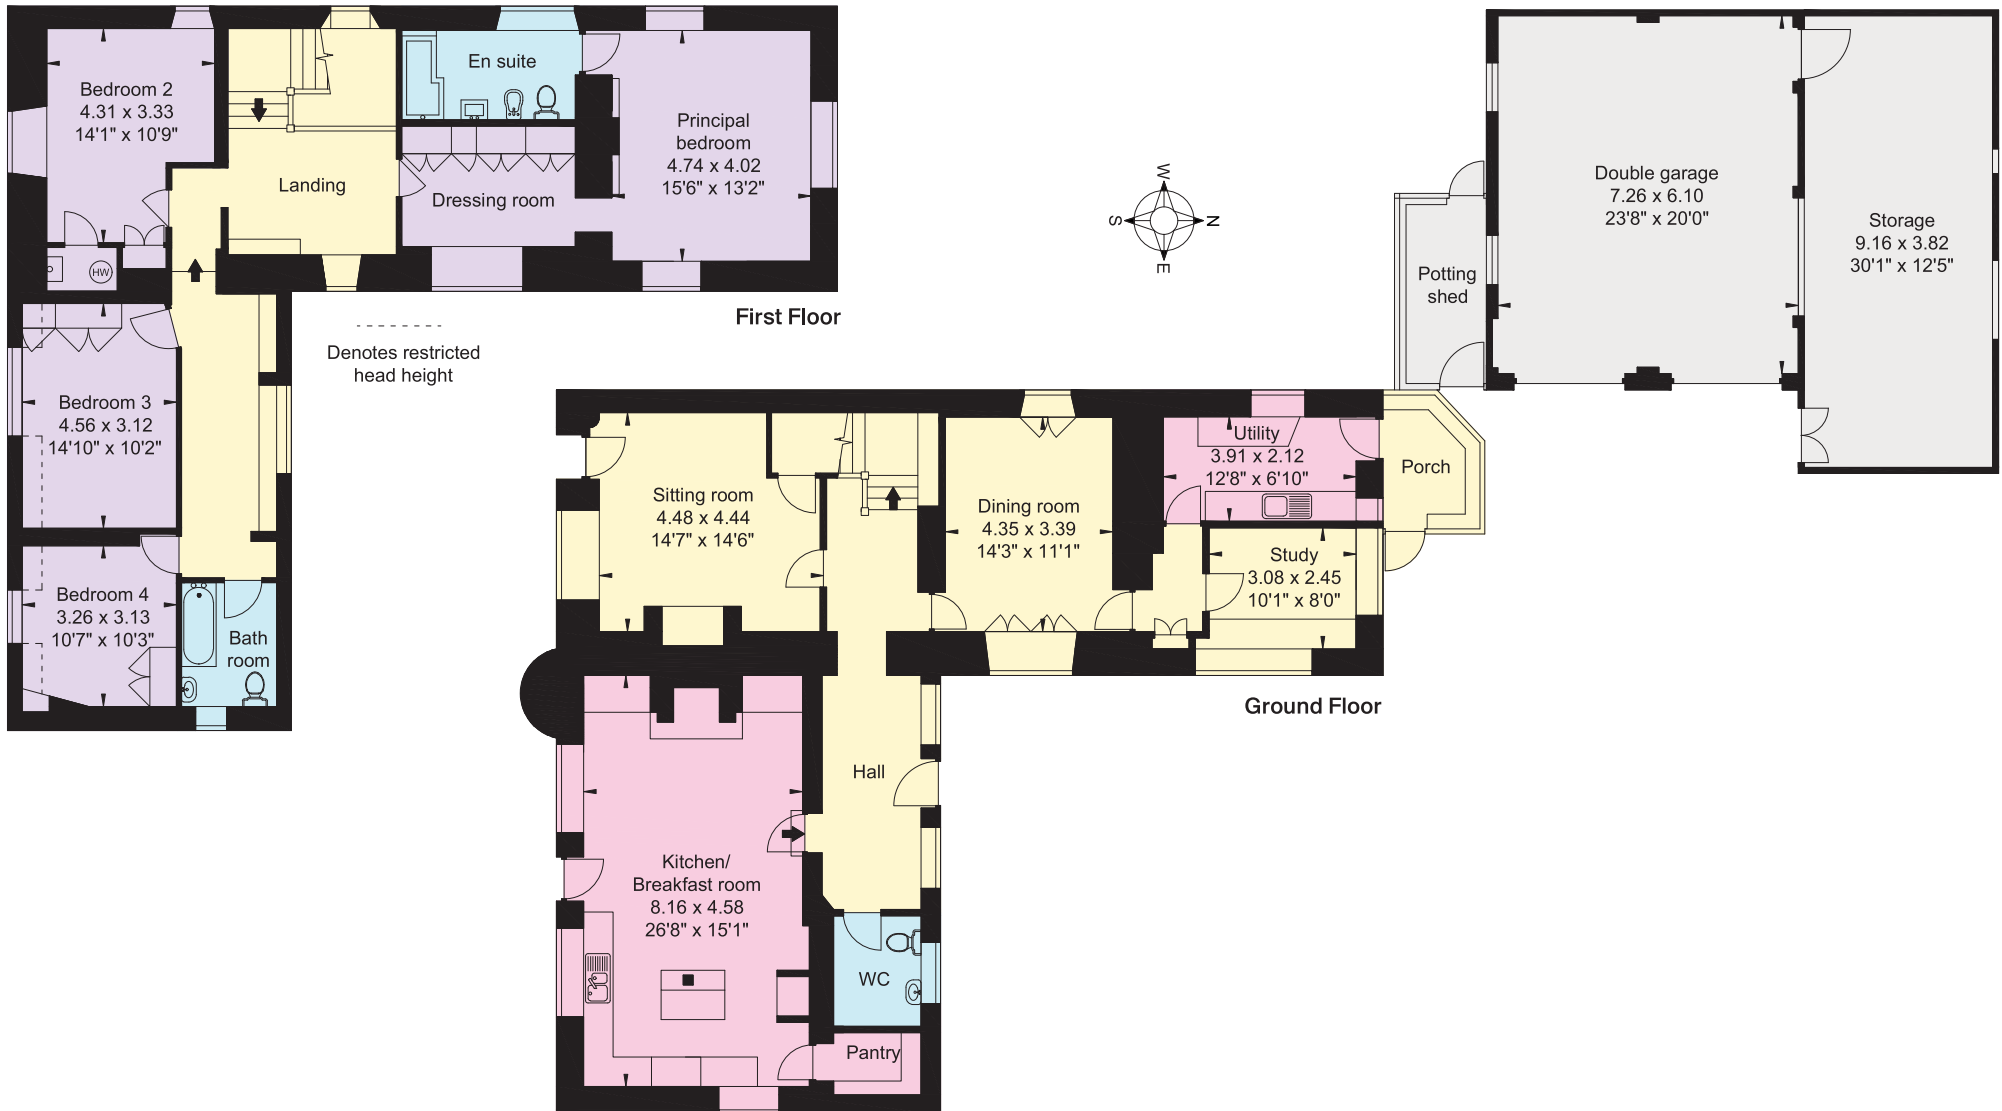 Bedroom 2
4.31 x 3.33
14'1" x 10'9"
HW
Landing
En suite
Dressing room
Principal
bedroom
4.74 x 4.02
15'6" x 13'2"
First Floor
Bedroom 3
4.56 x 3.12
14'10" x 10'2"
Bedroom 4
3.26 x 3.13
10'7" x 10'3"
Bath
room
Denotes restricted
head height
W
S
N
E
Double garage
7.26 x 6.10
23'8" x 20'0"
Potting
shed
Storage
9.16 x 3.82
30'1" x 12'5"
Sitting room
4.48 x 4.44
14'7" x 14'6"
Dining room
4.35 x 3.39
14'3" x 11'1"
Utility
3.91 x 2.12
12'8" x 6'10"
Porch
Study
3.08 x 2.45
10'1" x 8'0"
Ground Floor
Hall
Kitchen/
Breakfast room
8.16 x 4.58
26'8" x 15'1"
WC
Pantry